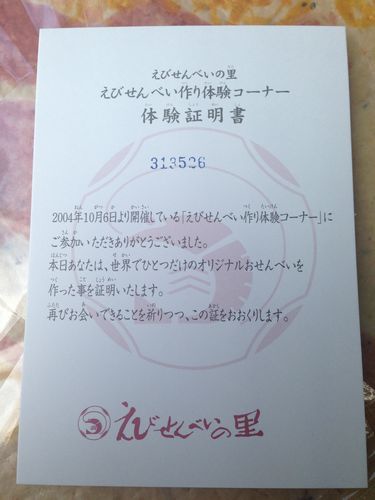 えびせんべいの里
えびせんべい作り体験コーナー
体験証明書
313526
2004年10月6日より開催している「えびせんべい作り体験コーナー」に
ご参加いただきありがとうございました。
本日あなたは、世界でひとつだけのオリジナルおせんべいを
作った事を証明いたします。
再びお会いできることを祈りつつ、この証をおおくりします。
えびせんべいの里